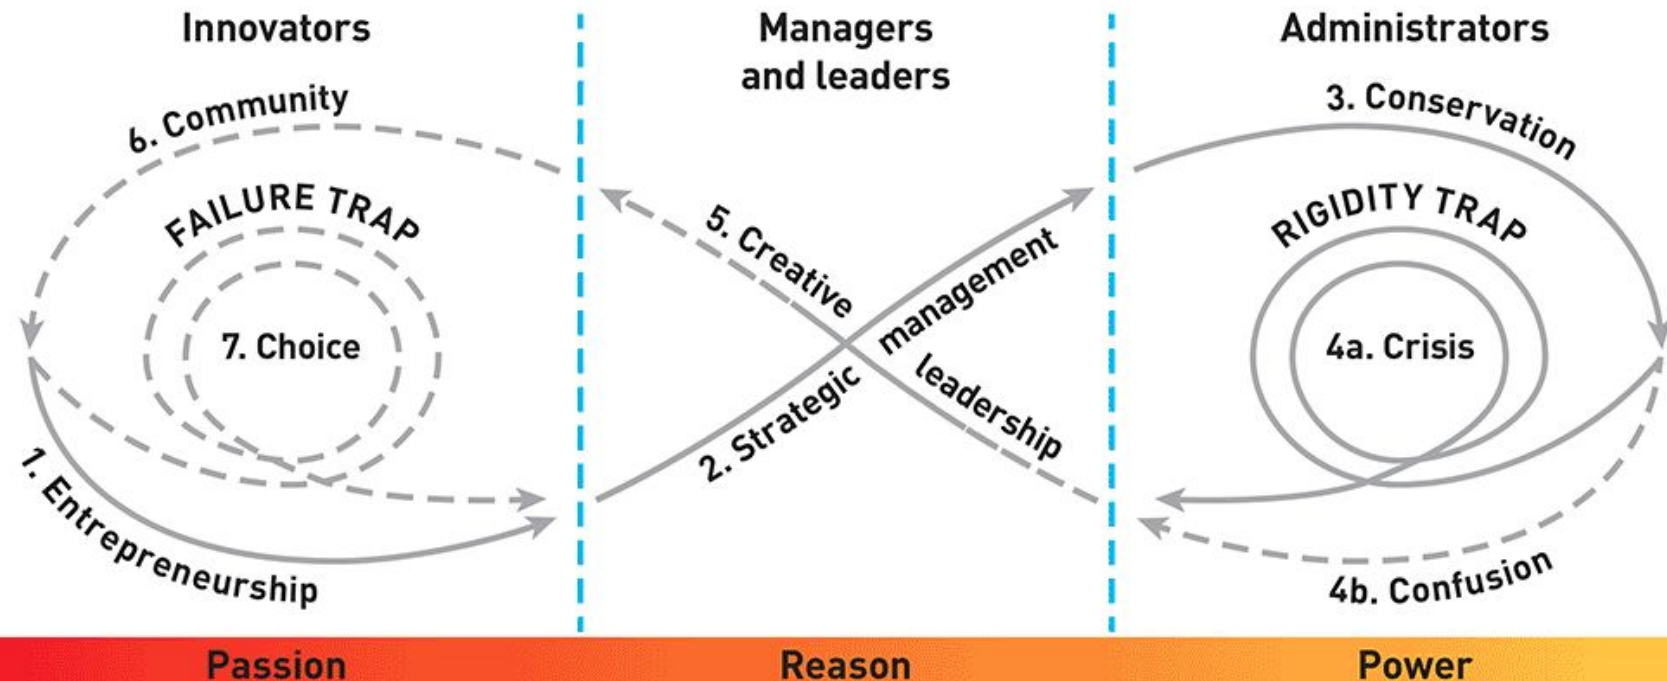 Innovators
Managers
and leaders
Administrators
6. Community
FAILURE TRAP
7. Choice
1. Entrepreneurship
5. Creative
leadership
2. Strategic
management
3. Conservation
RIGIDITY TRAP
4a. Crisis
4b. Confusion
Passion
Reason
Power